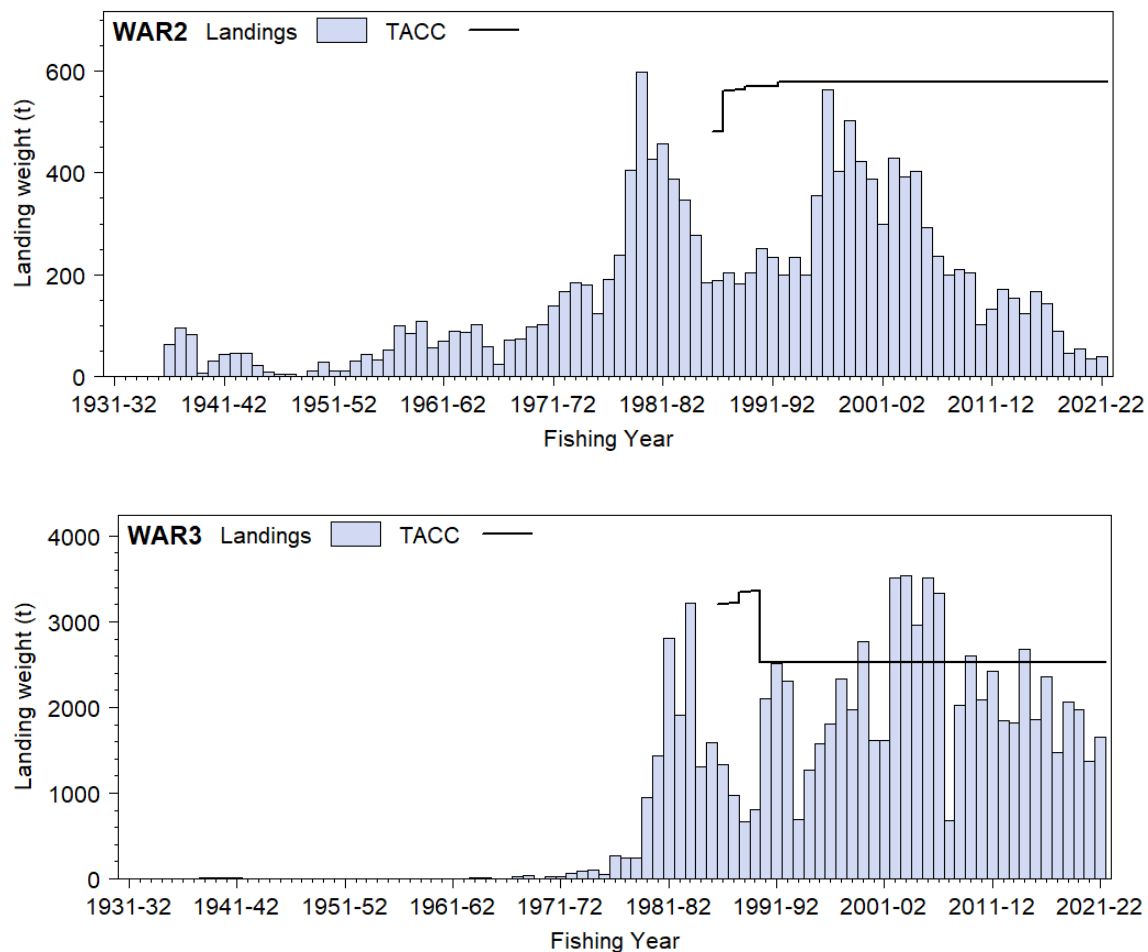 WAR2 Landings TACC
600
400
200
0
Landing weight (t)
1931-32 1941-42 1951-52 1961-62 1971-72 1981-82 1991-92 2001-02 2011-12 2021-22
Fishing Year
WAR3 Landings TACC
4000
3000
2000
1000
0
Landing weight (t)
1931-32 1941-42 1951-52 1961-62 1971-72 1981-82 1991-92 2001-02 2011-12 2021-22
Fishing Year